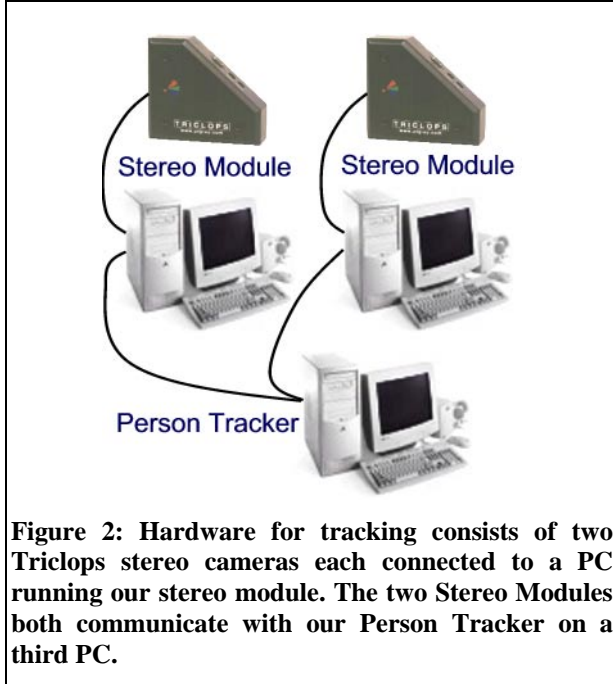 TRICLOPS
TRICLOPS
Stereo Module
Stereo Module
Person Tracker
Figure 2: Hardware for tracking consists of two
Triclops stereo cameras each connected to a PC
running our stereo module. The two Stereo Modules
both communicate with our Person Tracker on a
third PC.